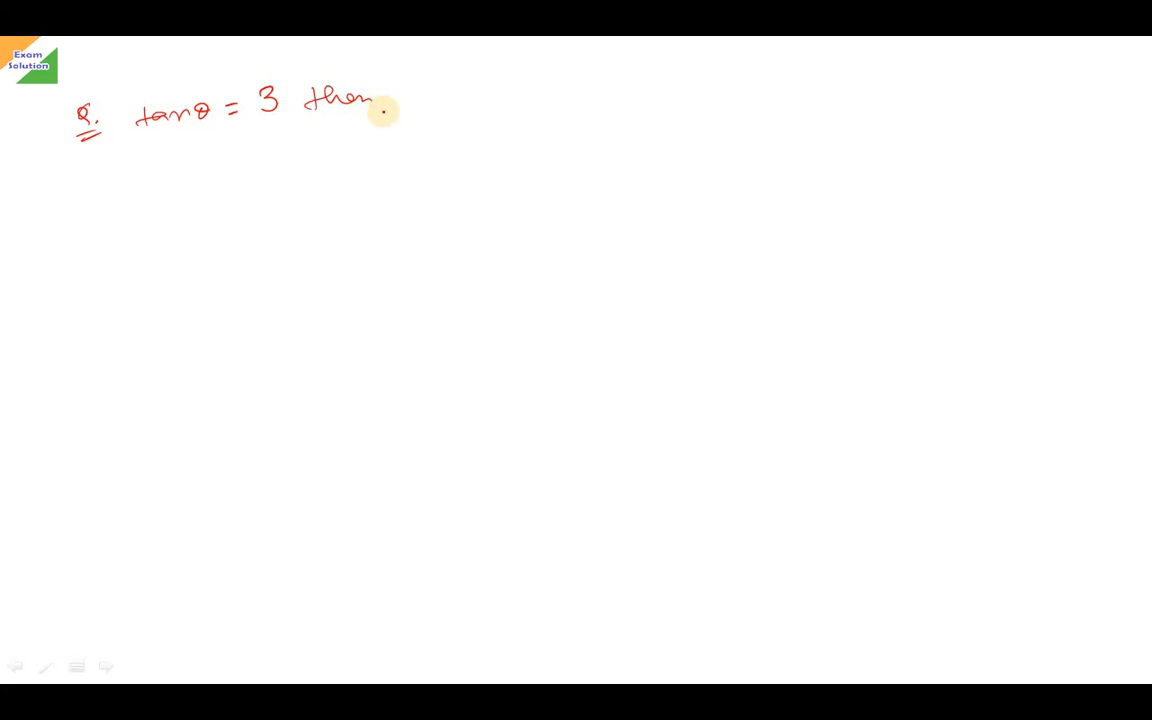 Exam
Solution
Q. tanθ = 3 then